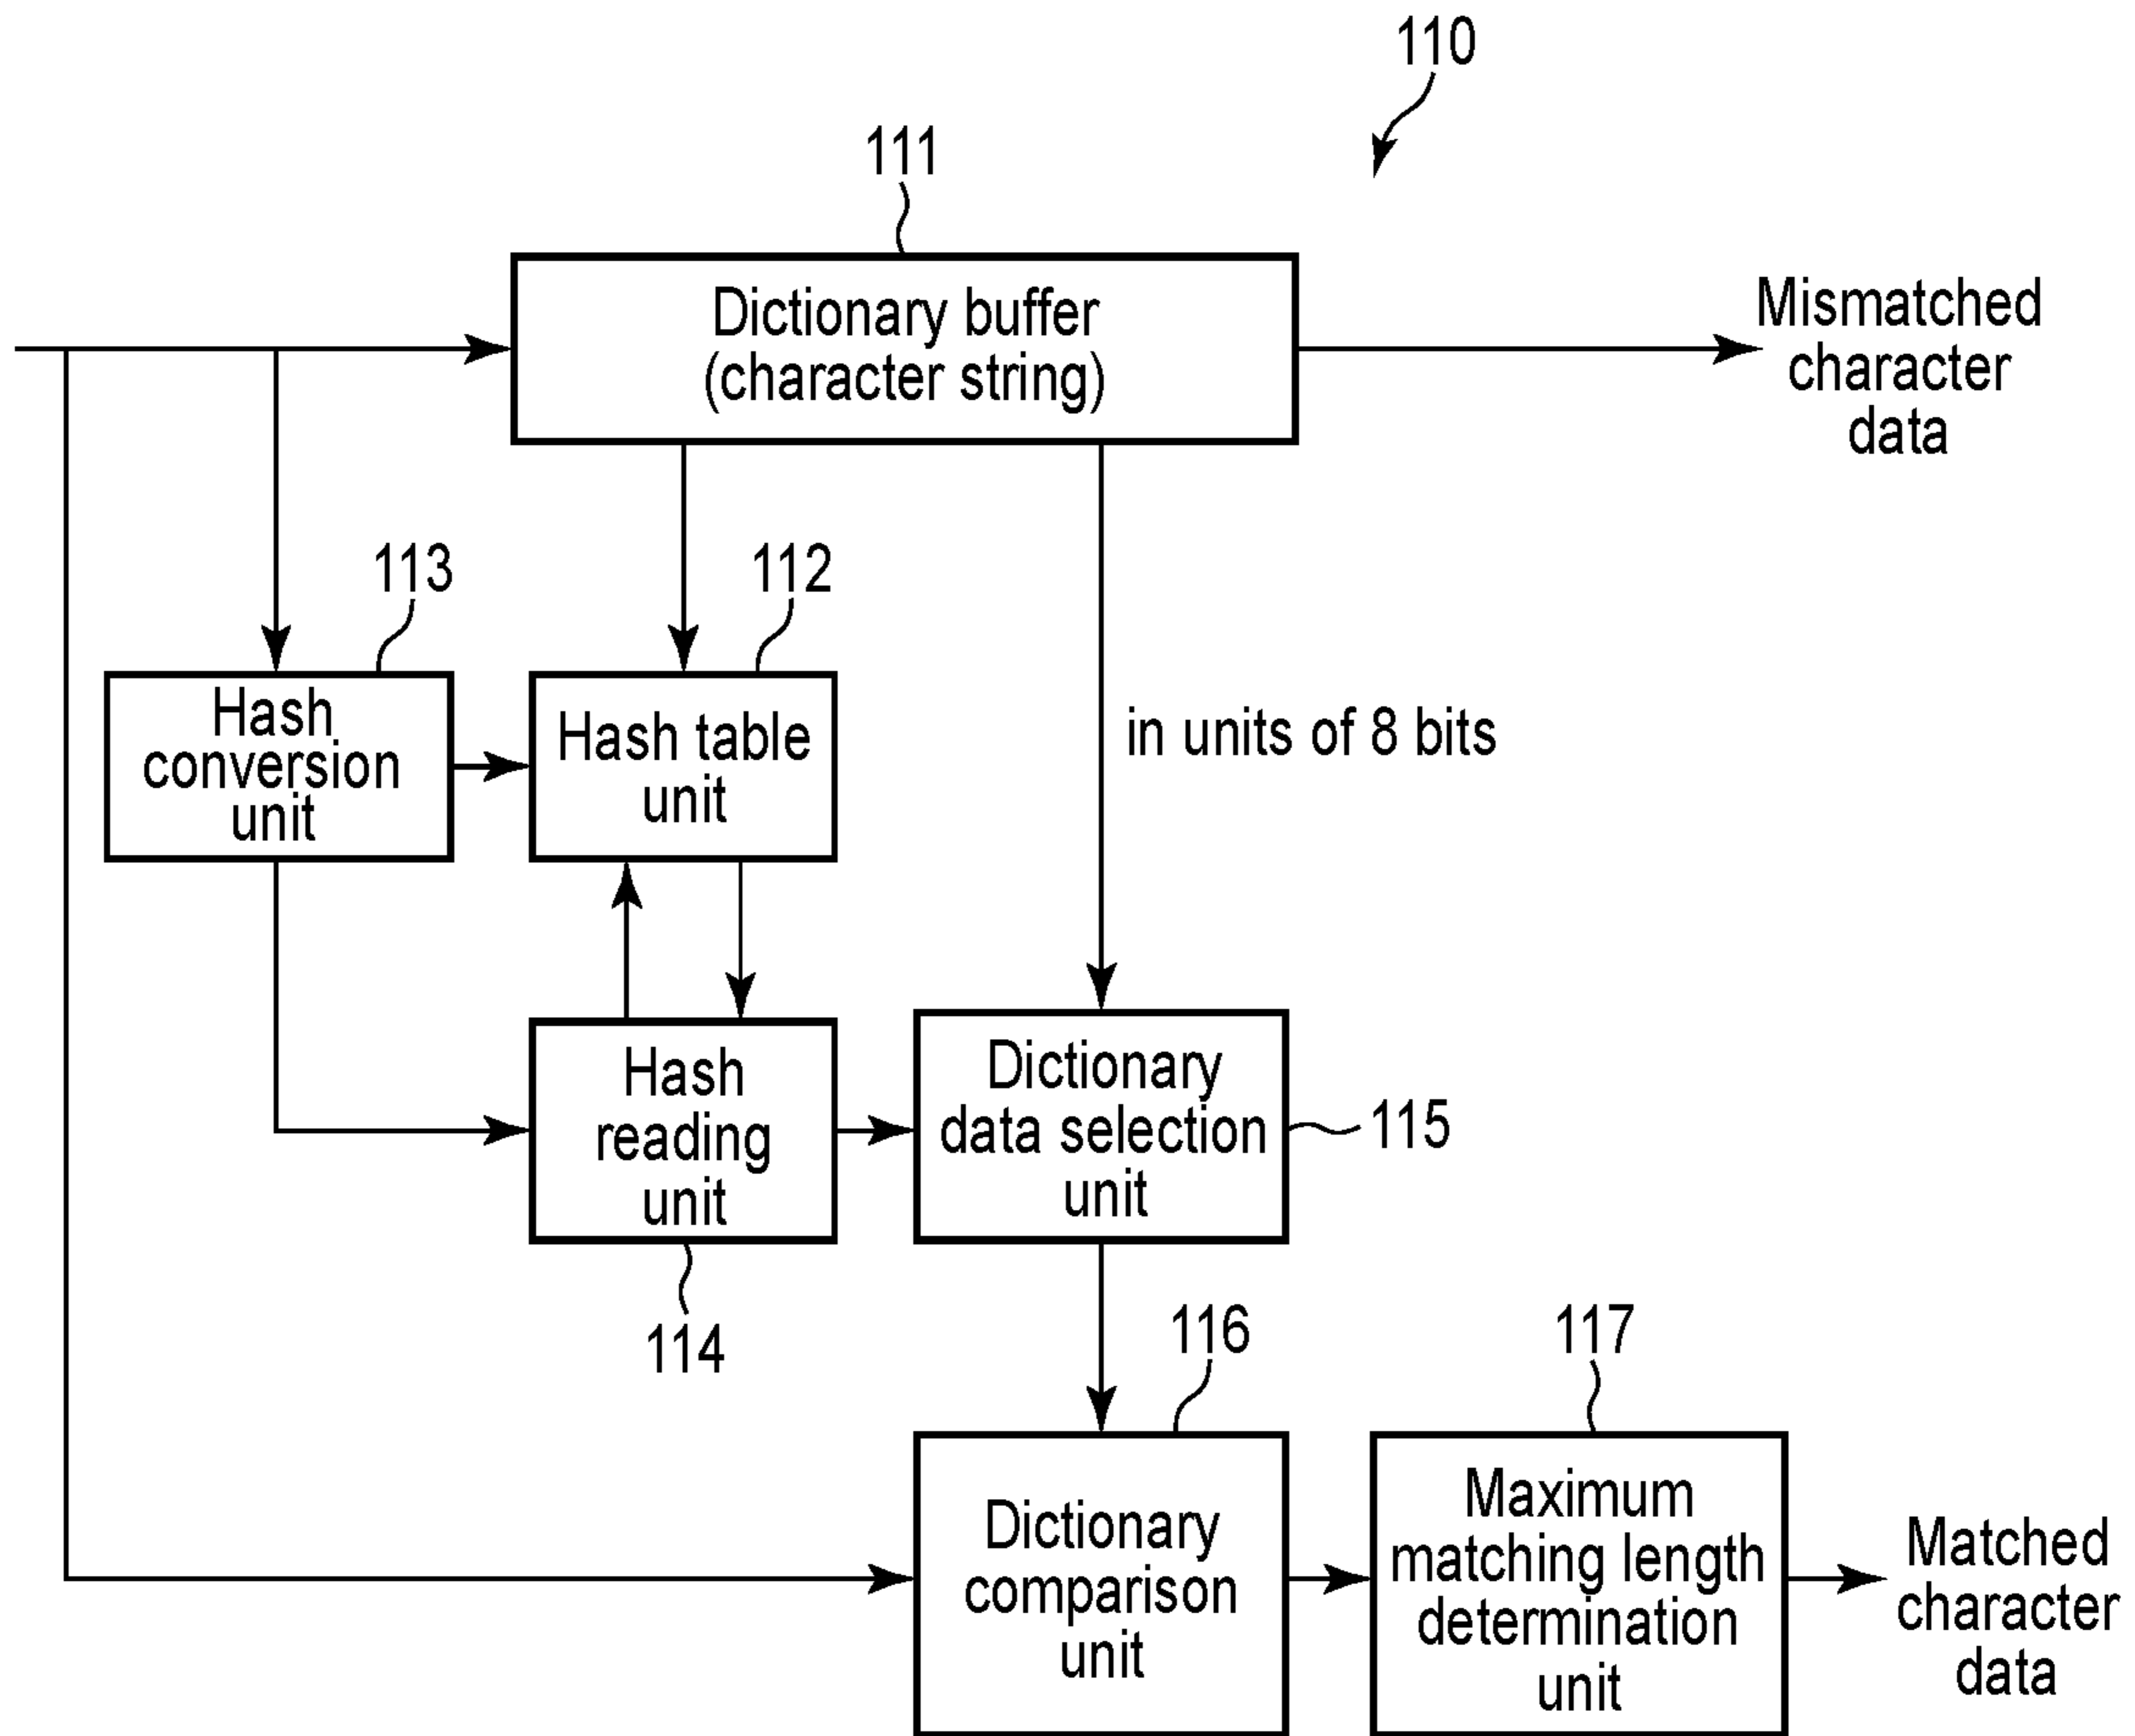 110
111
Dictionary buffer
(character string)
Mismatched
character
data
113
112
Hash
conversion
unit
Hash table
unit
in units of 8 bits
Hash
reading
unit
Dictionary
data selection
unit
115
114
116
117
Dictionary
comparison
unit
Maximum
matching length
determination
unit
Matched
character
data